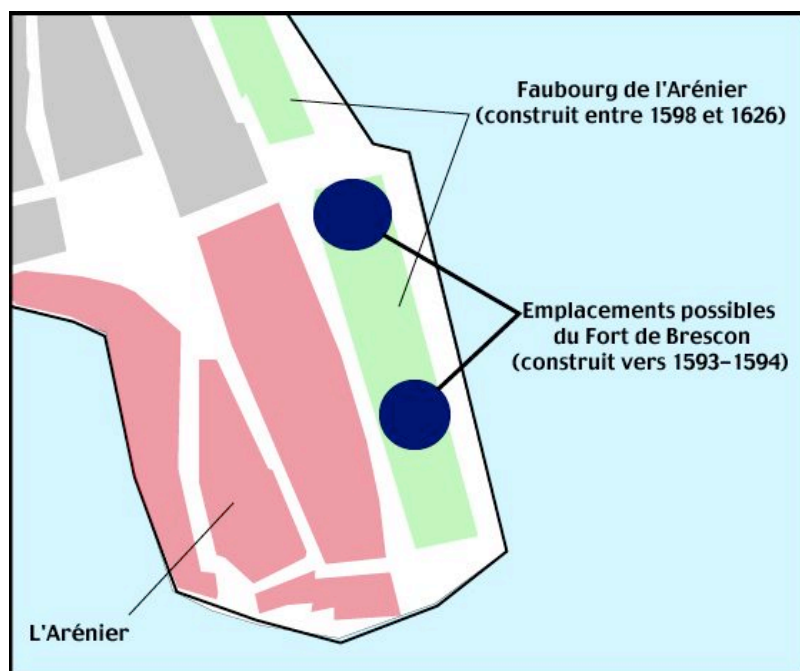 Faubourg de l'Arénier
(construit entre 1598 et 1626)
Emplacements possibles
du Fort de Brescon
(construit vers 1593-1594)
L'Arénier